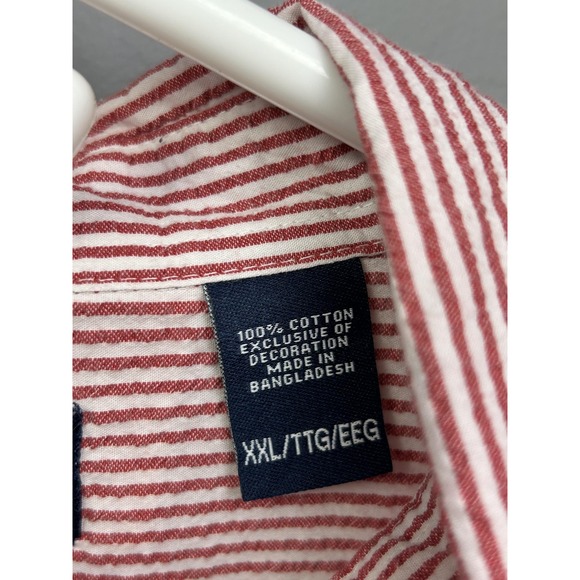 100% COTTON
EXCLUSIVE OF
DECORATION
MADE IN
BANGLADESH
XXL/TTG/EEG